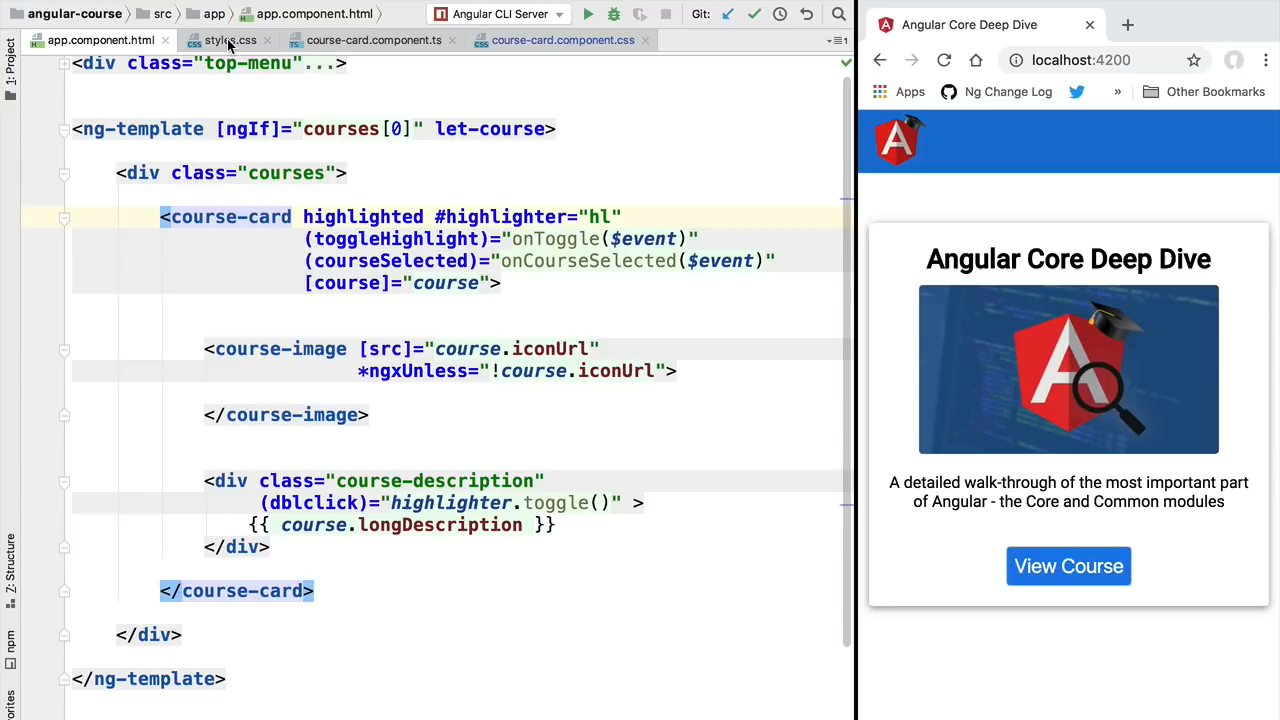 angular-course src app app.component.html Angular CLI Server Git:
app.component.html styles.css course-card.component.ts course-card.component.css 1
1: Project
Z: Structure
npm
<div class="top-menu"...>
<ng-template [ngIf]="courses[0]" let-course>
<div class="courses">
<course-card highlighted #highlighter="hl"
(toggleHighlight)="onToggle($event)"
(courseSelected)="onCourseSelected($event)"
[course]="course">
<course-image [src]="course.iconUrl"
*ngxUnless="!course.iconUrl">
</course-image>
<div class="course-description"
(dblclick)="highlighter.toggle()" >
{{ course.longDescription }}
</div>
</course-card>
</div>
</ng-template>
Angular Core Deep Dive
localhost:4200
Apps Ng Change Log » Other Bookmarks
A
Angular Core Deep Dive
A
A detailed walk-through of the most important part
of Angular - the Core and Common modules
View Course